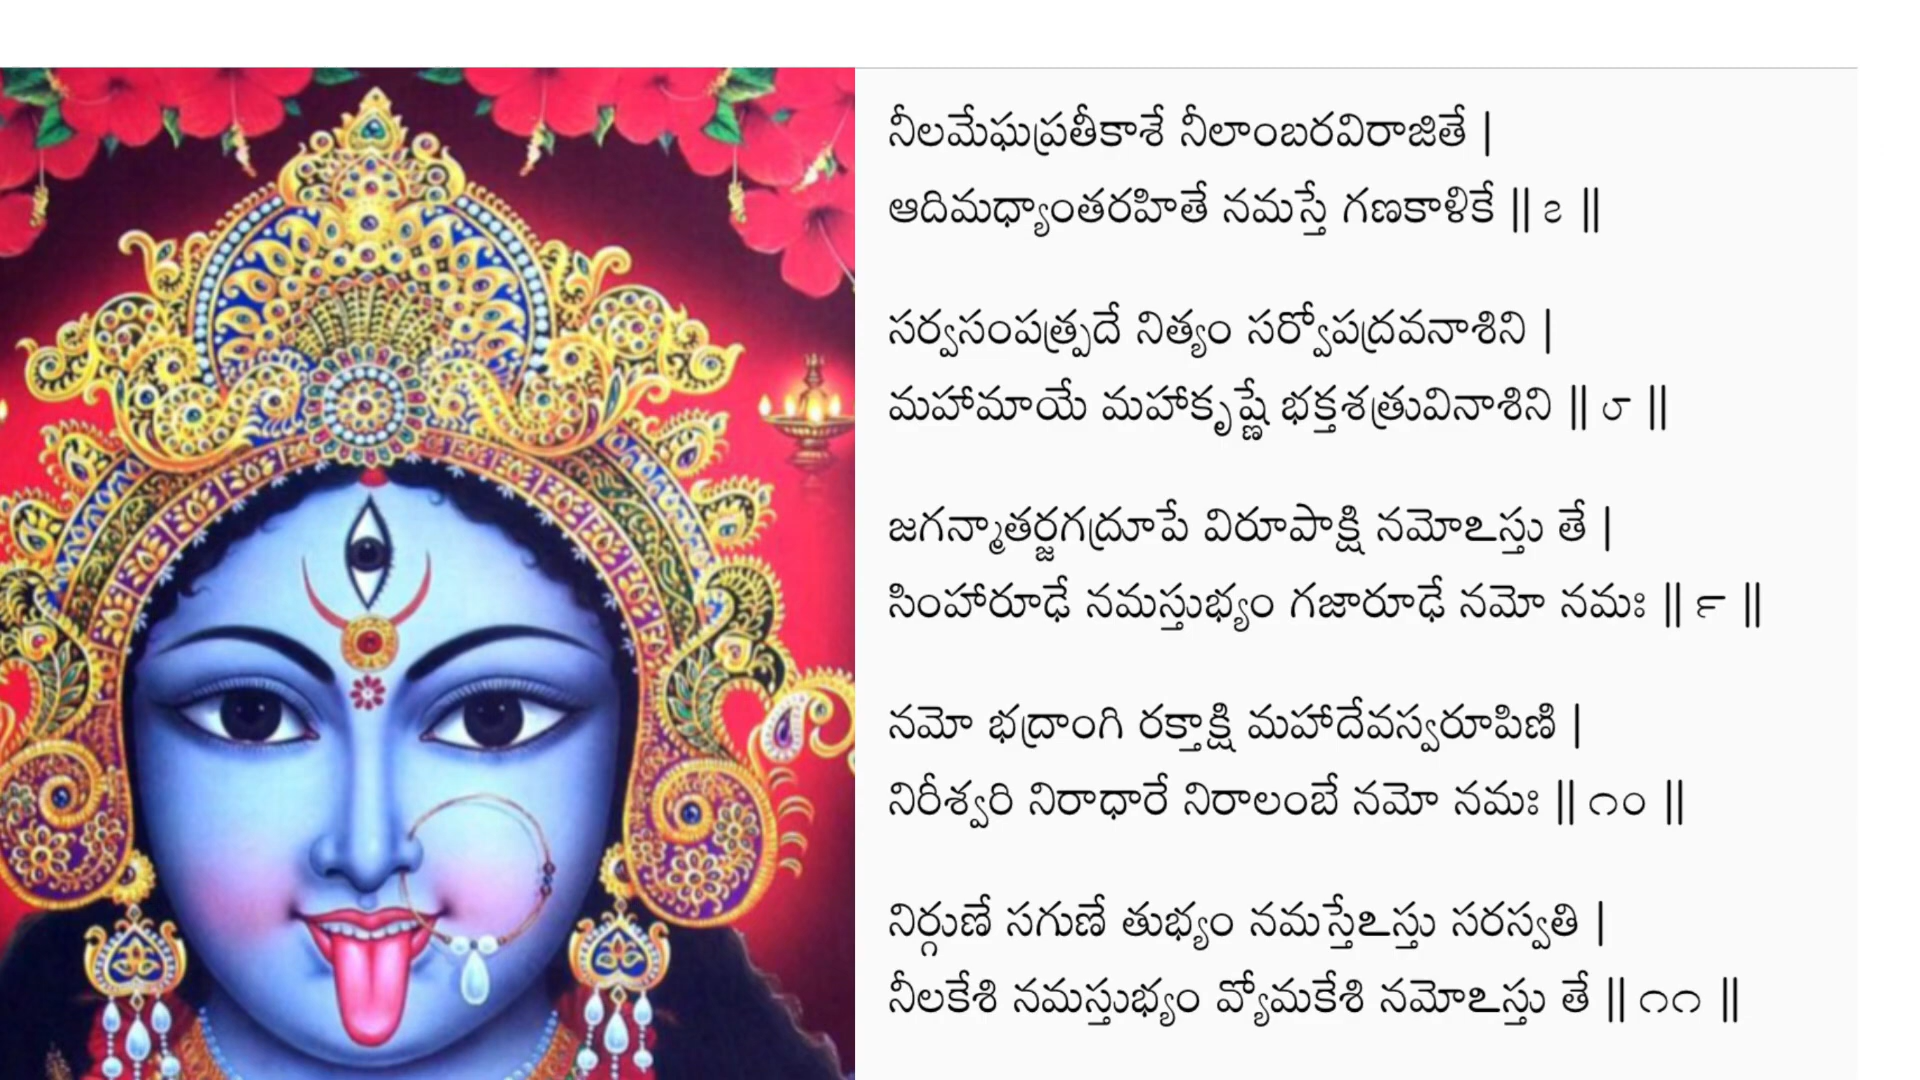 నీలమేఘప్రతీకాశే నీలాంబరవిరాజితే |
ఆదిమధ్యాంతరహితే నమస్తే గణకాళికే || ౭ ||
సర్వసంపత్ప్రదే నిత్యం సర్వోపద్రవనాశిని |
మహామాయే మహాకృష్ణే భక్తశత్రువినాశిని || ౮ ||
జగన్మాతర్జగద్రూపే విరూపాక్షి నమోఽస్తు తే |
సింహారూఢే నమస్తుభ్యం గజారూఢే నమో నమః || ౯ ||
నమో భద్రాంగి రక్తాక్షి మహాదేవస్వరూపిణి |
నిరీశ్వరి నిరాధారే నిరాలంబే నమో నమః || ౧౦ ||
నిర్గుణే సగుణే తుభ్యం నమస్తేఽస్తు సరస్వతి |
నీలకేశి నమస్తుభ్యం వ్యోమకేశి నమోఽస్తు తే || ౧౧ ||